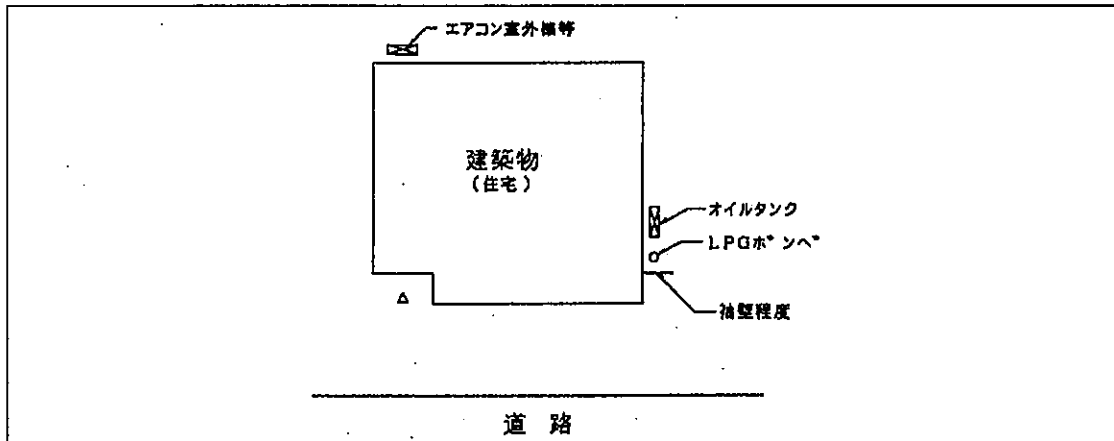 エアコン室外機等
建築物
(住宅)
オイルタンク
LPGボンベ
袖壁程度
道路